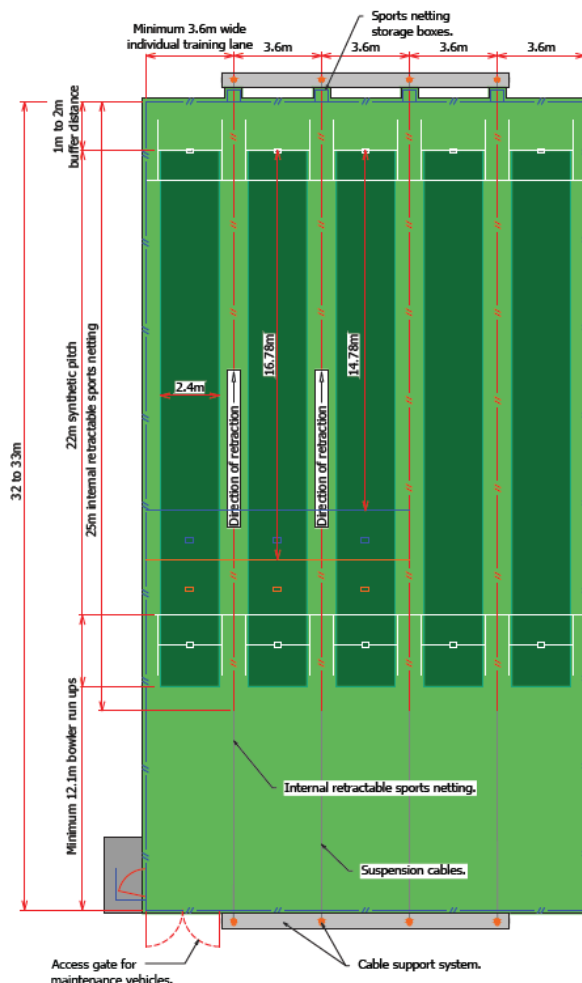 Minimum 3.6m wide
individual training lane
Sports netting
storage boxes.
3.6m
3.6m
3.6m
3.6m
1m to 2m
buffer distance
32 to 33m
22m synthetic pitch
25m internal retractable sports netting
2.4m
16.78m
14.78m
Direction of retraction
Direction of retraction
Minimum 12.1m bowler run ups
Internal retractable sports netting.
Suspension cables.
Access gate for
maintenance vehicles.
Cable support system.